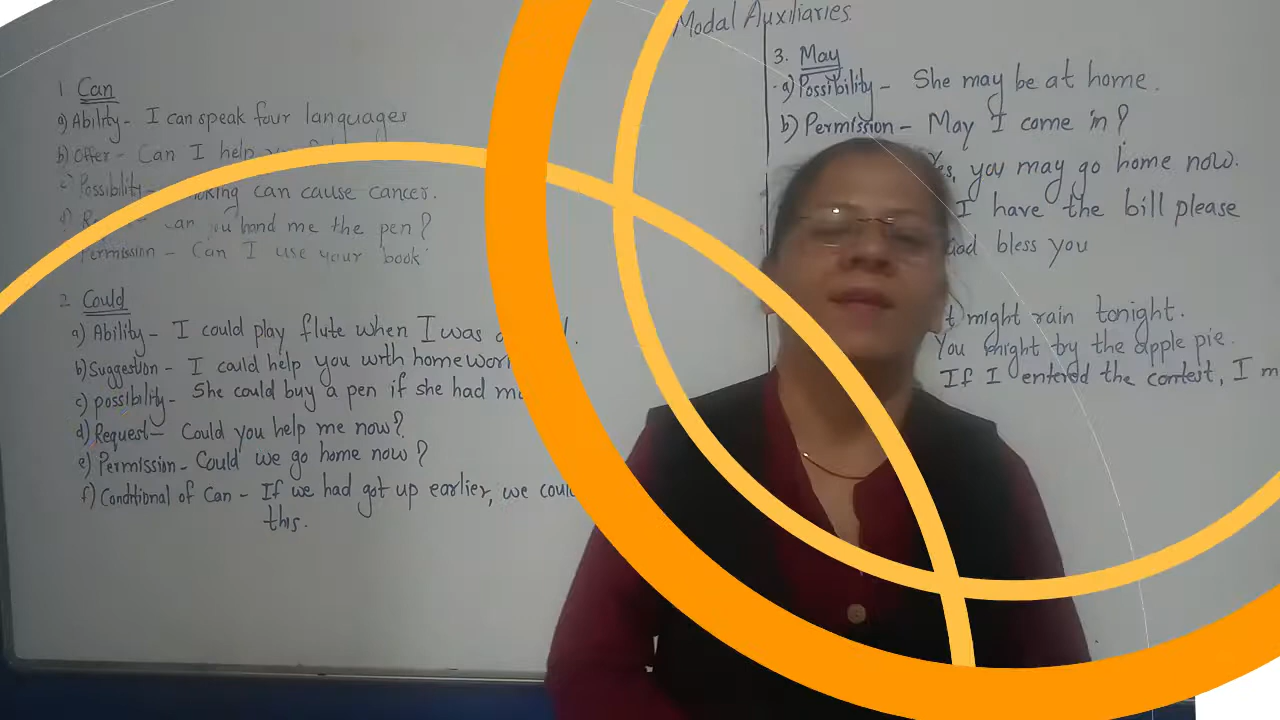 Modal Auxiliaries.
1 Can
a) Ability - I can speak four languages
b) Offer - Can I help
c) Possibility - can cause cancer.
d) hand me the pen?
Permission - Can I use your book
2 Could
a) Ability - I could play flute when I was
b) Suggestion - I could help you with homework
c) possibility - She could buy a pen if she had
d) Request - Could you help me now?
e) Permission - Could we go home now?
f) Conditional of Can - If we had got up earlier, we could
this.
3. May
a) Possibility - She may be at home.
b) Permission - May I come in?
you may go home now.
I have the bill please
God bless you
might rain tonight.
You might by the apple pie.
If I entered the contest, I